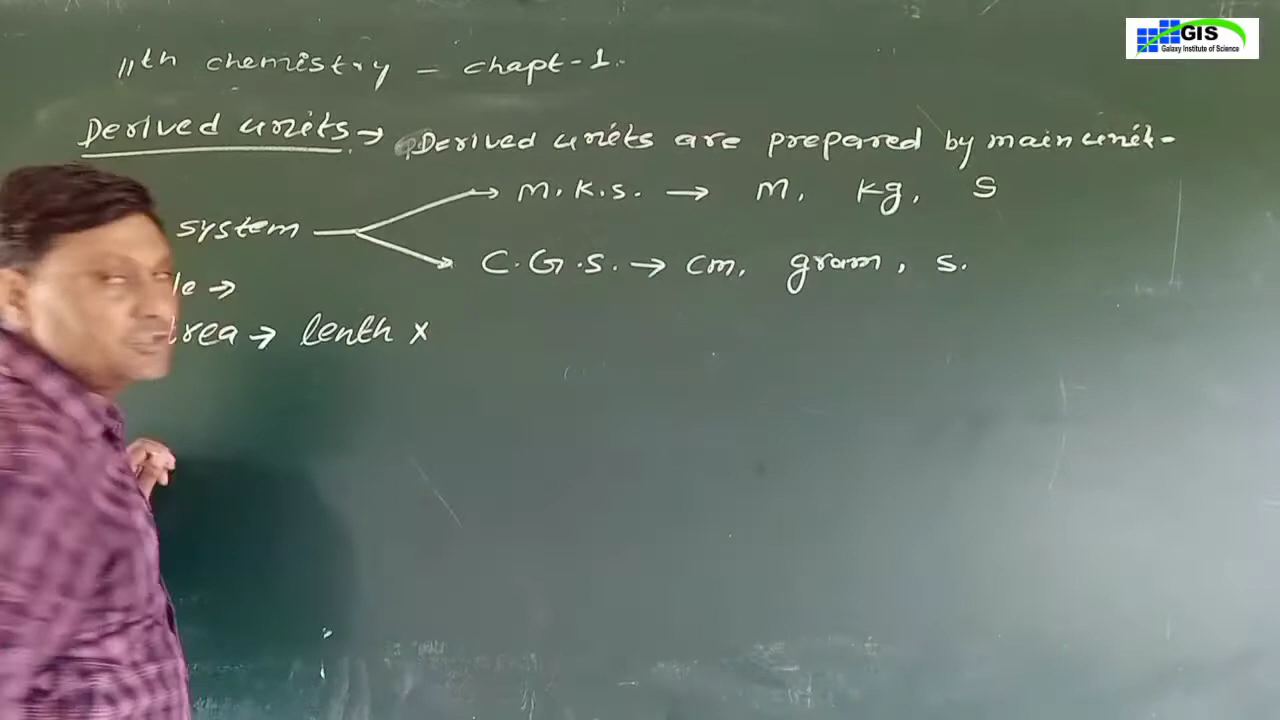 GIS
Galaxy Institute of Science
11th chemistry - chapt-1.
Derived units → Derived units are prepared by main unit-
system → M.K.S. → M, kg, S
→ C.G.S. → cm, gram, s.
le →
Area → lenth ×